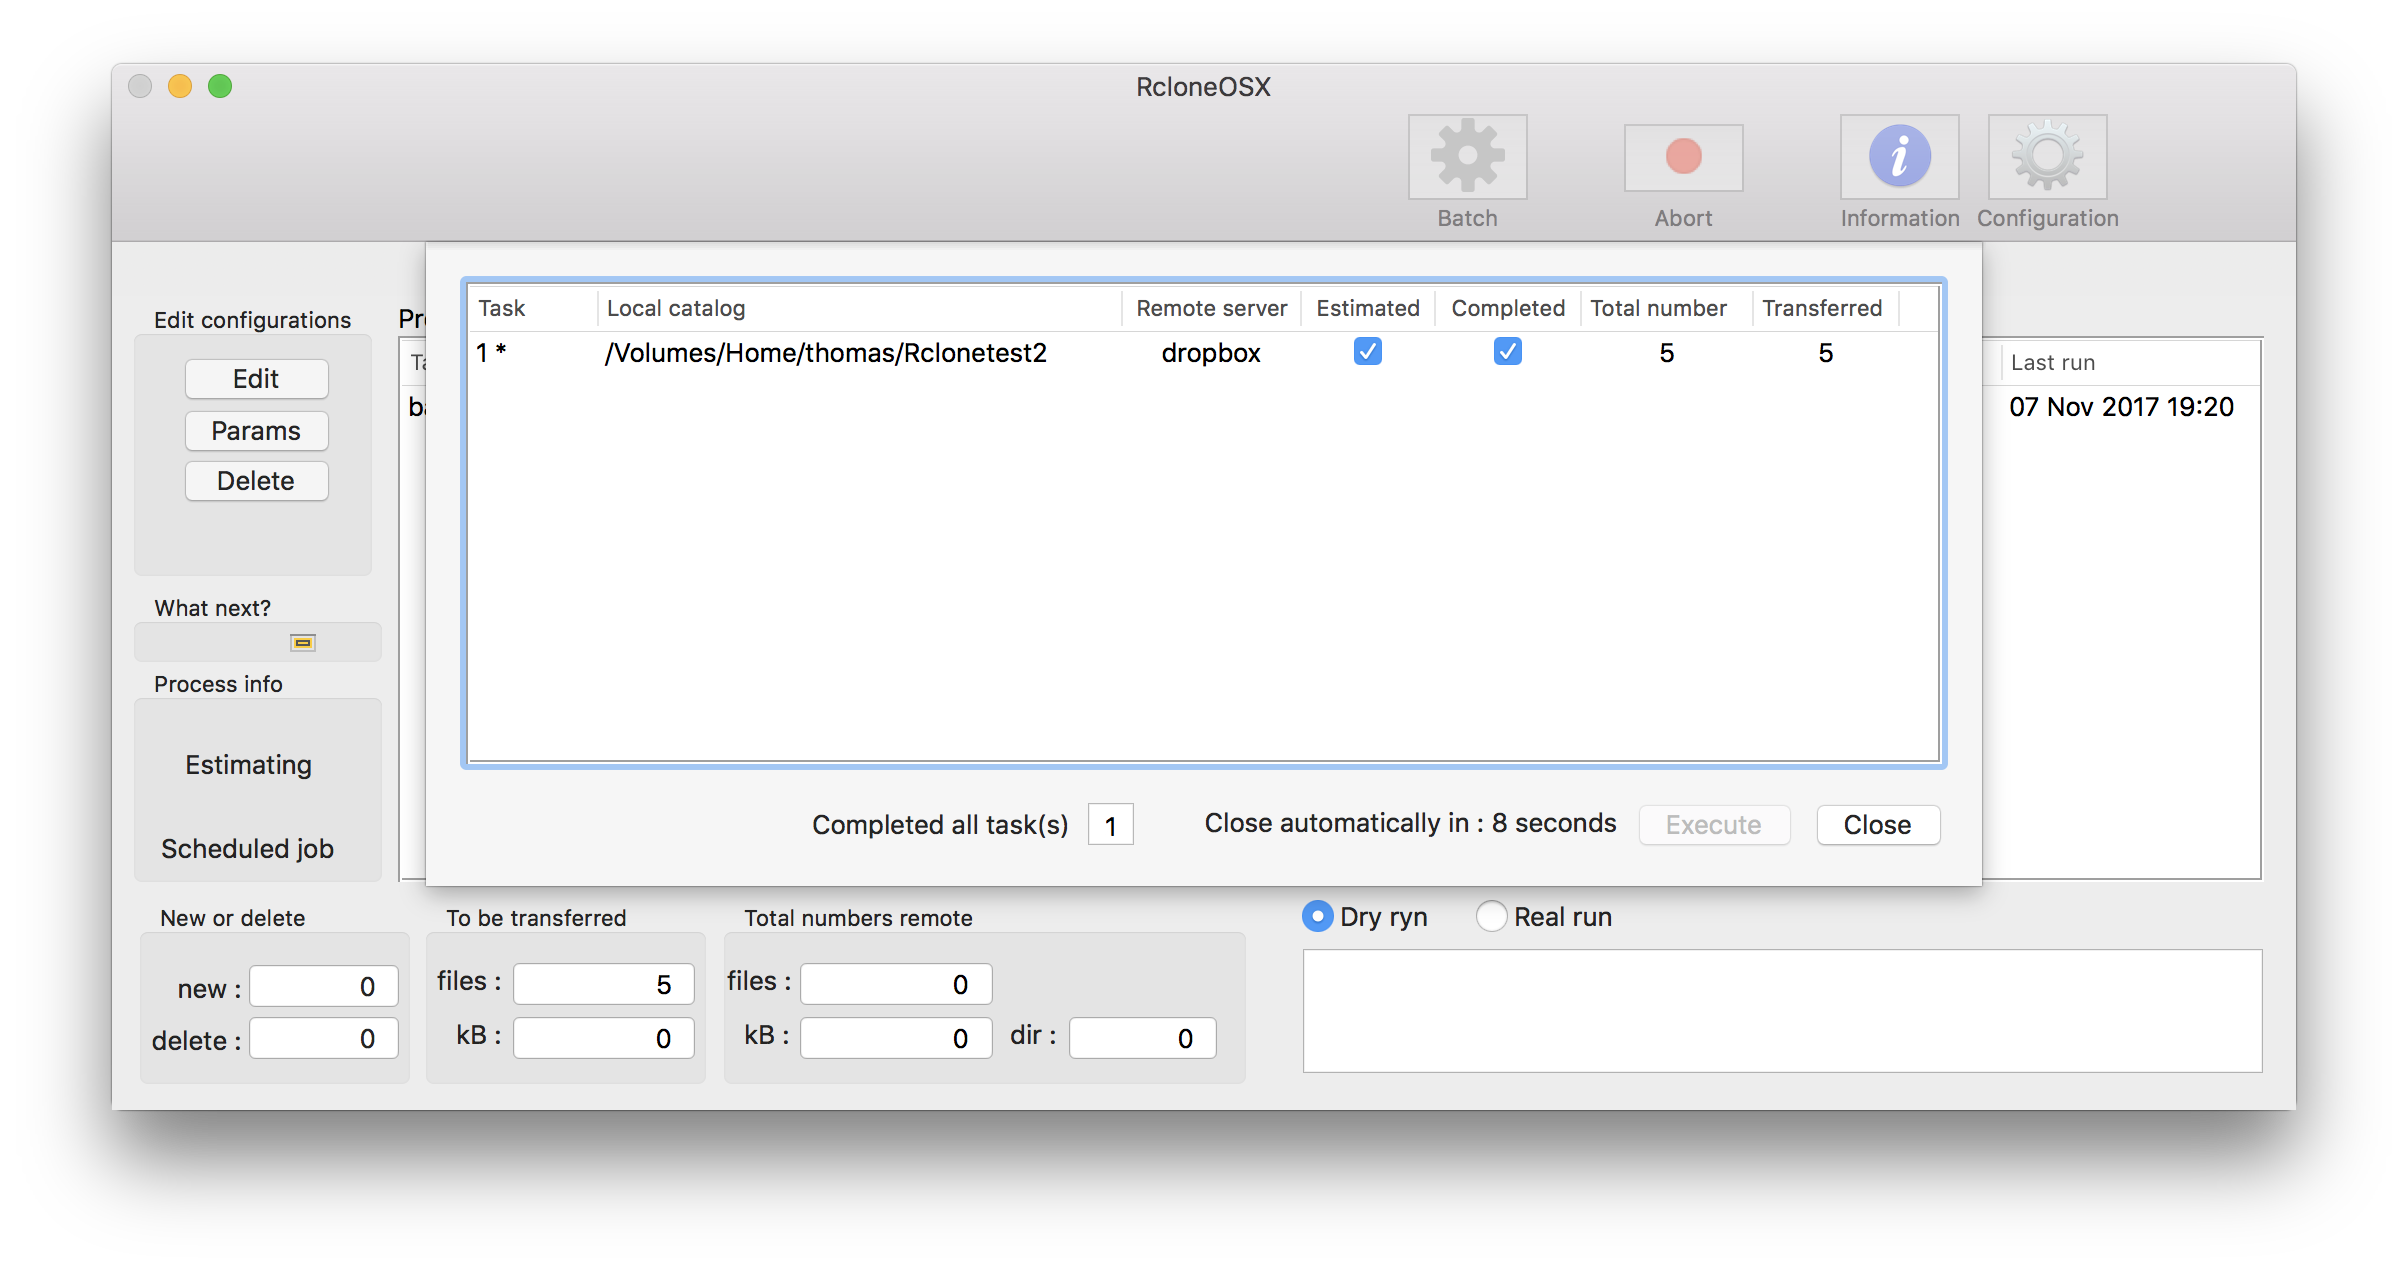 RcloneOSX
Batch
Abort
Information
Configuration
Task Local catalog Remote server Estimated Completed Total number Transferred
1 * /Volumes/Home/thomas/Rclonetest2 dropbox 5 5
Completed all task(s) 1 Close automatically in : 8 seconds Execute Close
Edit configurations
Edit
Params
Delete
What next?
Process info
Estimating
Scheduled job
Last run
07 Nov 2017 19:20
New or delete
new : 0
delete : 0
To be transferred
files : 5
kB : 0
Total numbers remote
files : 0
kB : 0 dir : 0
Dry ryn Real run